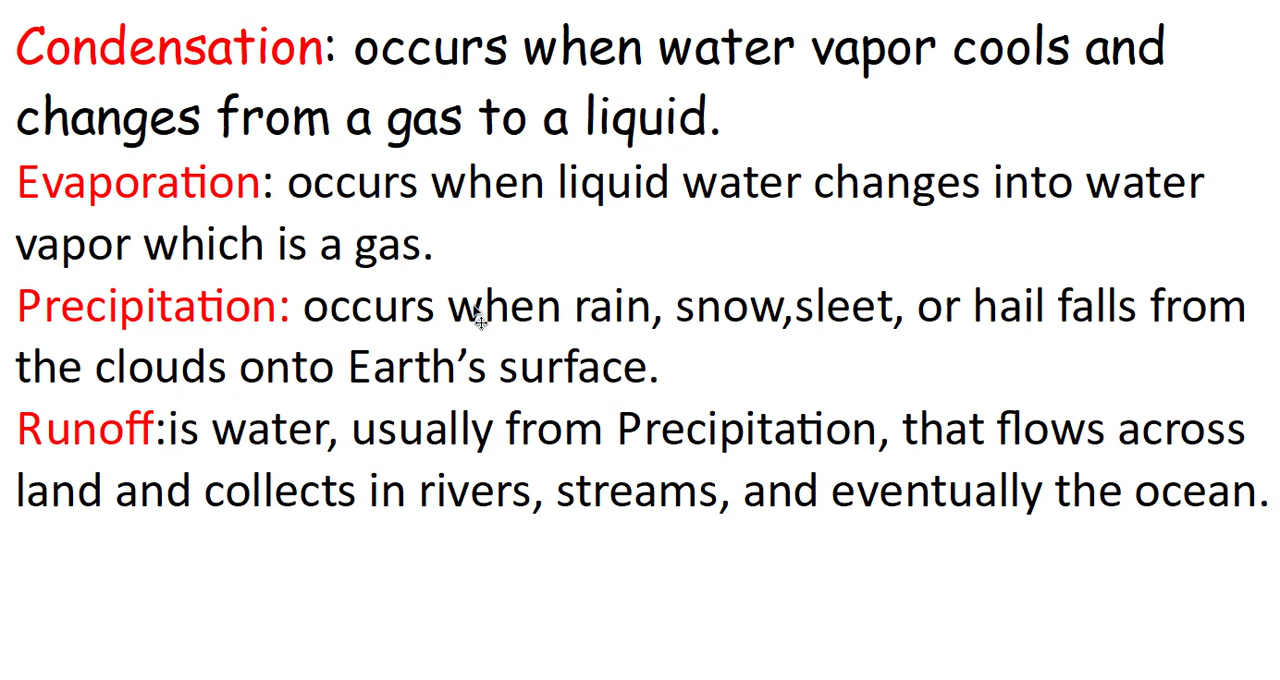 Condensation: occurs when water vapor cools and
changes from a gas to a liquid.
Evaporation: occurs when liquid water changes into water
vapor which is a gas.
Precipitation: occurs when rain, snow,sleet, or hail falls from
the clouds onto Earth’s surface.
Runoff:is water, usually from Precipitation, that flows across
land and collects in rivers, streams, and eventually the ocean.